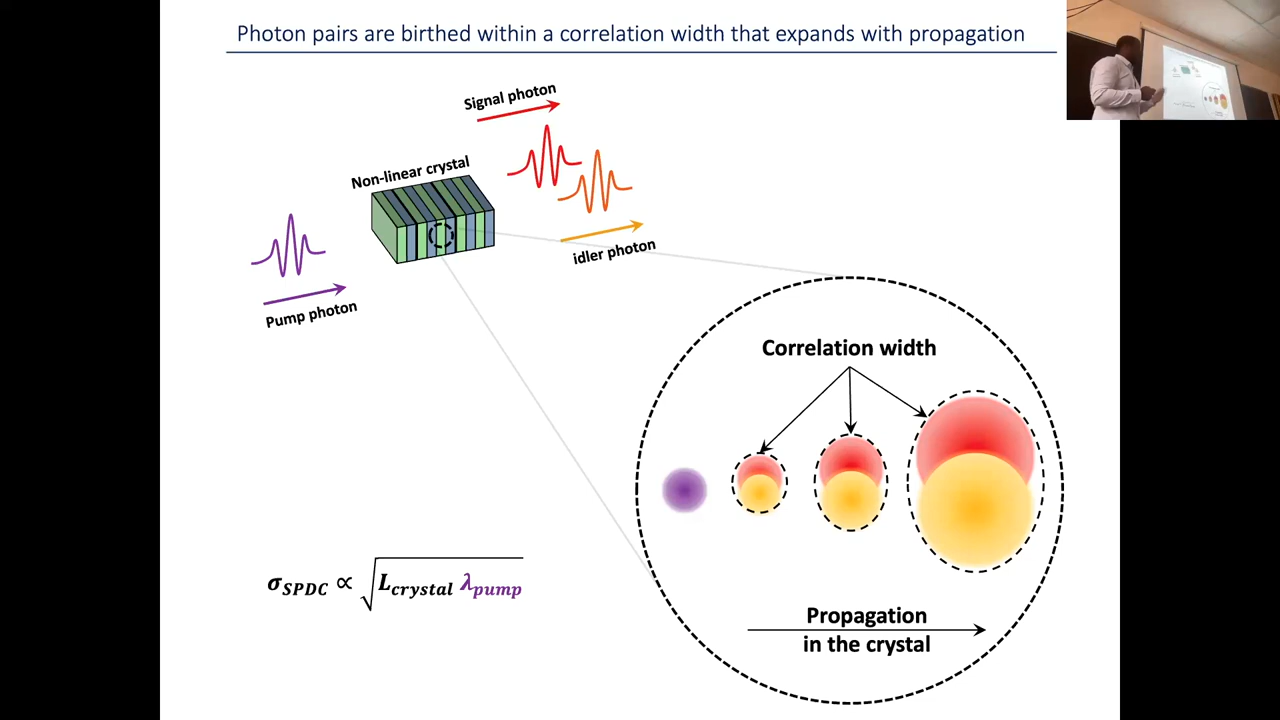 Photon pairs are birthed within a correlation width that expands with propagation
Signal photon
Non-linear crystal
idler photon
Pump photon
Correlation width
σSPDC ∝ √Lcrystal λpump
Propagation
in the crystal